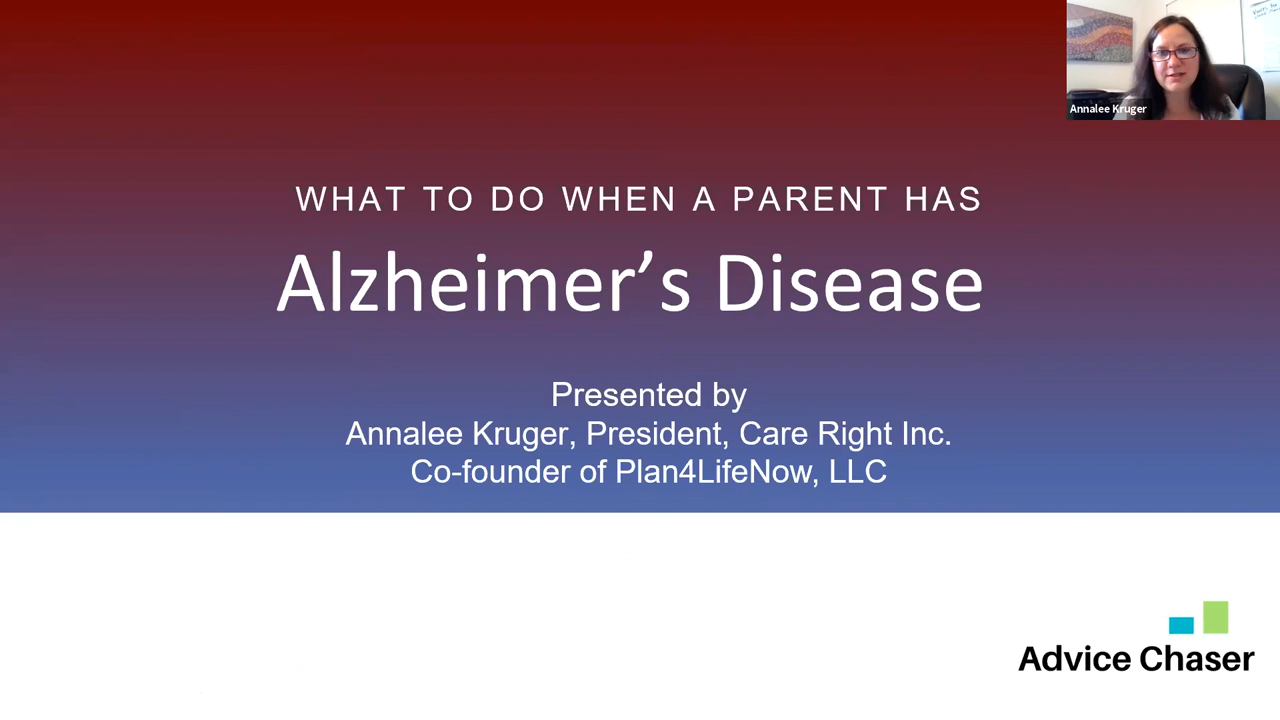 Annalee Kruger
WHAT TO DO WHEN A PARENT HAS
Alzheimer’s Disease
Presented by
Annalee Kruger, President, Care Right Inc.
Co-founder of Plan4LifeNow, LLC
Advice Chaser